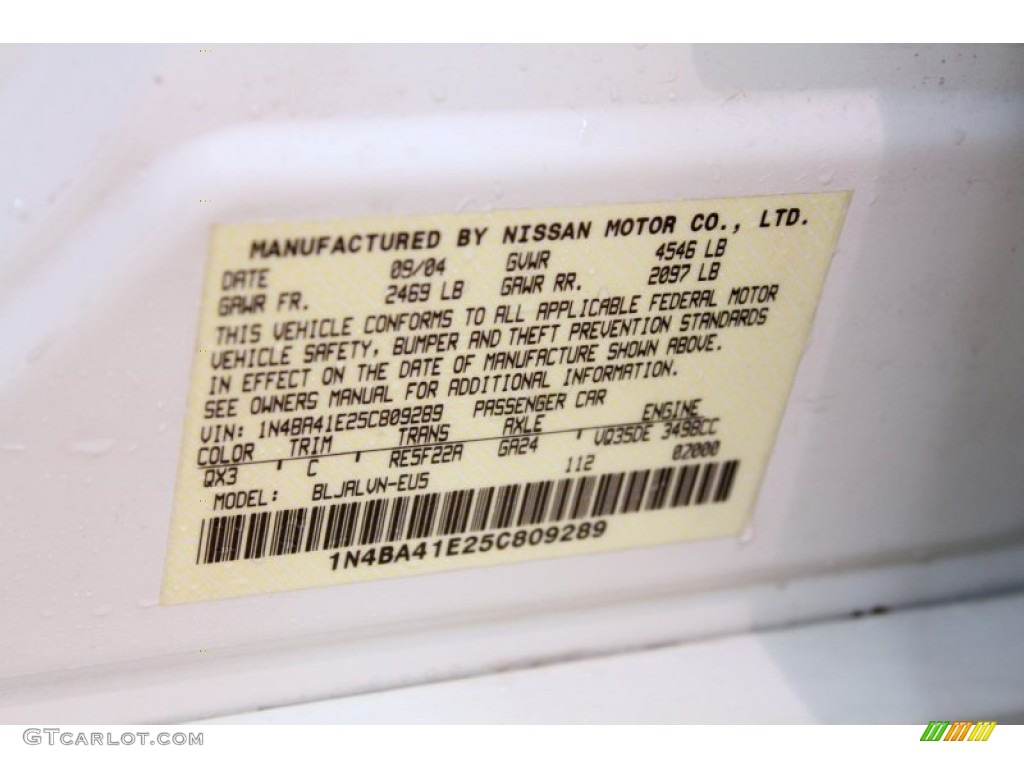 MANUFACTURED BY NISSAN MOTOR CO., LTD.
DATE 09/04 GVWR 4546 LB
GAWR FR. 2469 LB GAWR RR. 2097 LB
THIS VEHICLE CONFORMS TO ALL APPLICABLE FEDERAL MOTOR
VEHICLE SAFETY, BUMPER AND THEFT PREVENTION STANDARDS
IN EFFECT ON THE DATE OF MANUFACTURE SHOWN ABOVE.
SEE OWNERS MANUAL FOR ADDITIONAL INFORMATION.
VIN: 1N4BA41E25C809289 PASSENGER CAR
COLOR TRIM TRANS AXLE ENGINE
QX3 ' C ' RE5F22A GA24 ' VQ35DE 3498CC
MODEL: BLJALVN-EU5 112 02000
1N4BA41E25C809289
GTCARLOT.COM